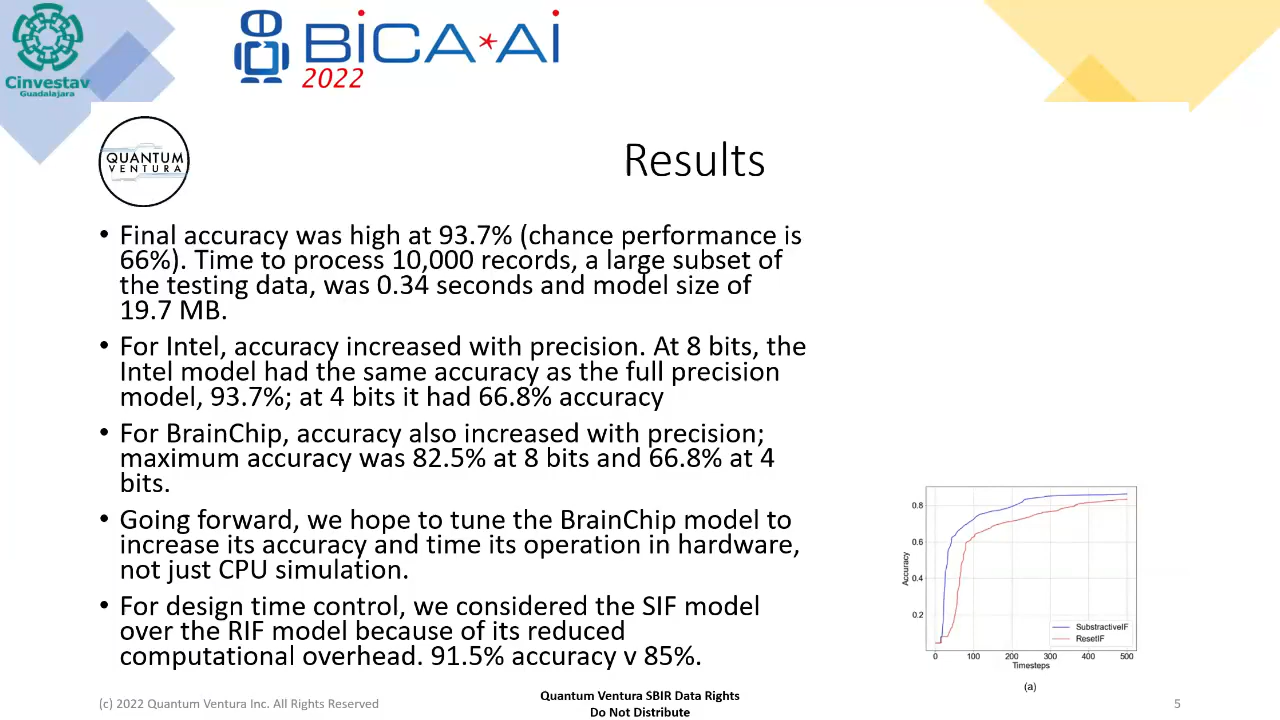 Cinvestav
Guadalajara
BiCA*Ai
2022
QUANTUM
VENTURA
Results
• Final accuracy was high at 93.7% (chance performance is
66%). Time to process 10,000 records, a large subset of
the testing data, was 0.34 seconds and model size of
19.7 MB.
• For Intel, accuracy increased with precision. At 8 bits, the
Intel model had the same accuracy as the full precision
model, 93.7%; at 4 bits it had 66.8% accuracy
• For BrainChip, accuracy also increased with precision;
maximum accuracy was 82.5% at 8 bits and 66.8% at 4
bits.
• Going forward, we hope to tune the BrainChip model to
increase its accuracy and time its operation in hardware,
not just CPU simulation.
• For design time control, we considered the SIF model
over the RIF model because of its reduced
computational overhead. 91.5% accuracy v 85%.
0.8
0.6
0.4
0.2
Accuracy
SubstractiveIF
ResetIF
0 100 200 300 400 500
Timesteps
(a)
(c) 2022 Quantum Ventura Inc. All Rights Reserved
Quantum Ventura SBIR Data Rights
Do Not Distribute
5